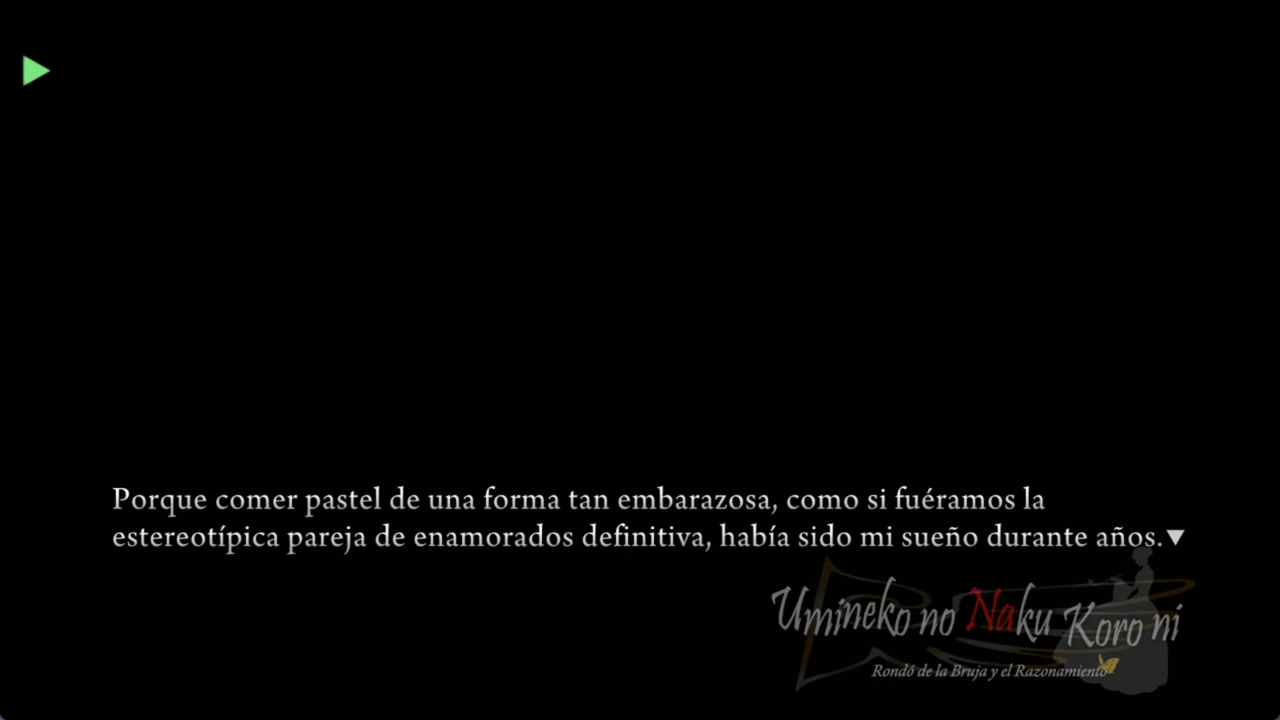 Porque comer pastel de una forma tan embarazosa, como si fuéramos la
estereotípica pareja de enamorados definitiva, había sido mi sueño durante años.
Umineko no Naku Koro ni
Rondó de la Bruja y el Razonamiento